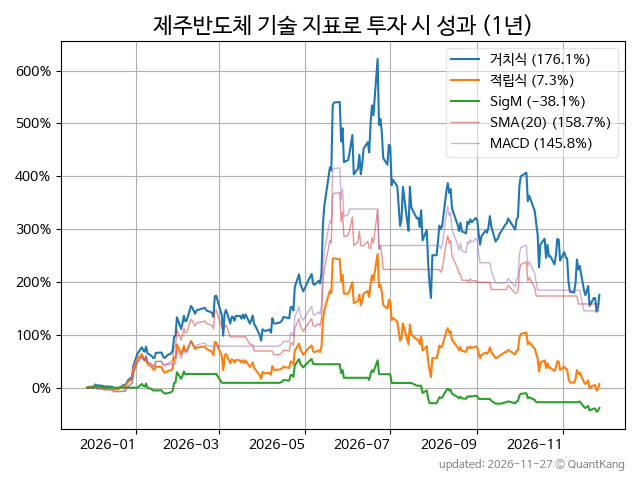 제주반도체 기술 지표로 투자 시 성과 (1년)
거치식 (176.1%)
적립식 (7.3%)
SigM (-38.1%)
SMA(20) (158.7%)
MACD (145.8%)
600%
500%
400%
300%
200%
100%
0%
2026-01 2026-03 2026-05 2026-07 2026-09 2026-11
updated: 2026-11-27 © QuantKang